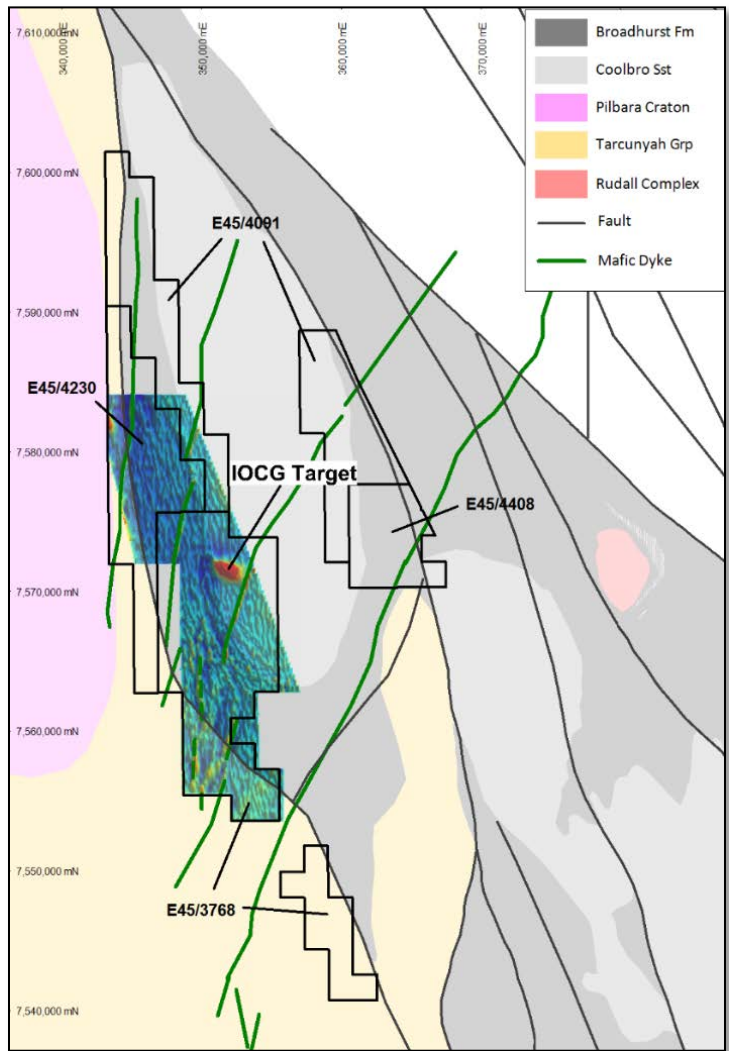 340,000 mE
350,000 mE
360,000 mE
370,000 mE
7,610,000 mN
7,600,000 mN
7,590,000 mN
7,580,000 mN
7,570,000 mN
7,560,000 mN
7,550,000 mN
7,540,000 mN
Broadhurst Fm
Coolbro Sst
Pilbara Craton
Tarcunyah Grp
Rudall Complex
Fault
Mafic Dyke
E45/4091
E45/4230
IOCG Target
E45/4408
E45/3768